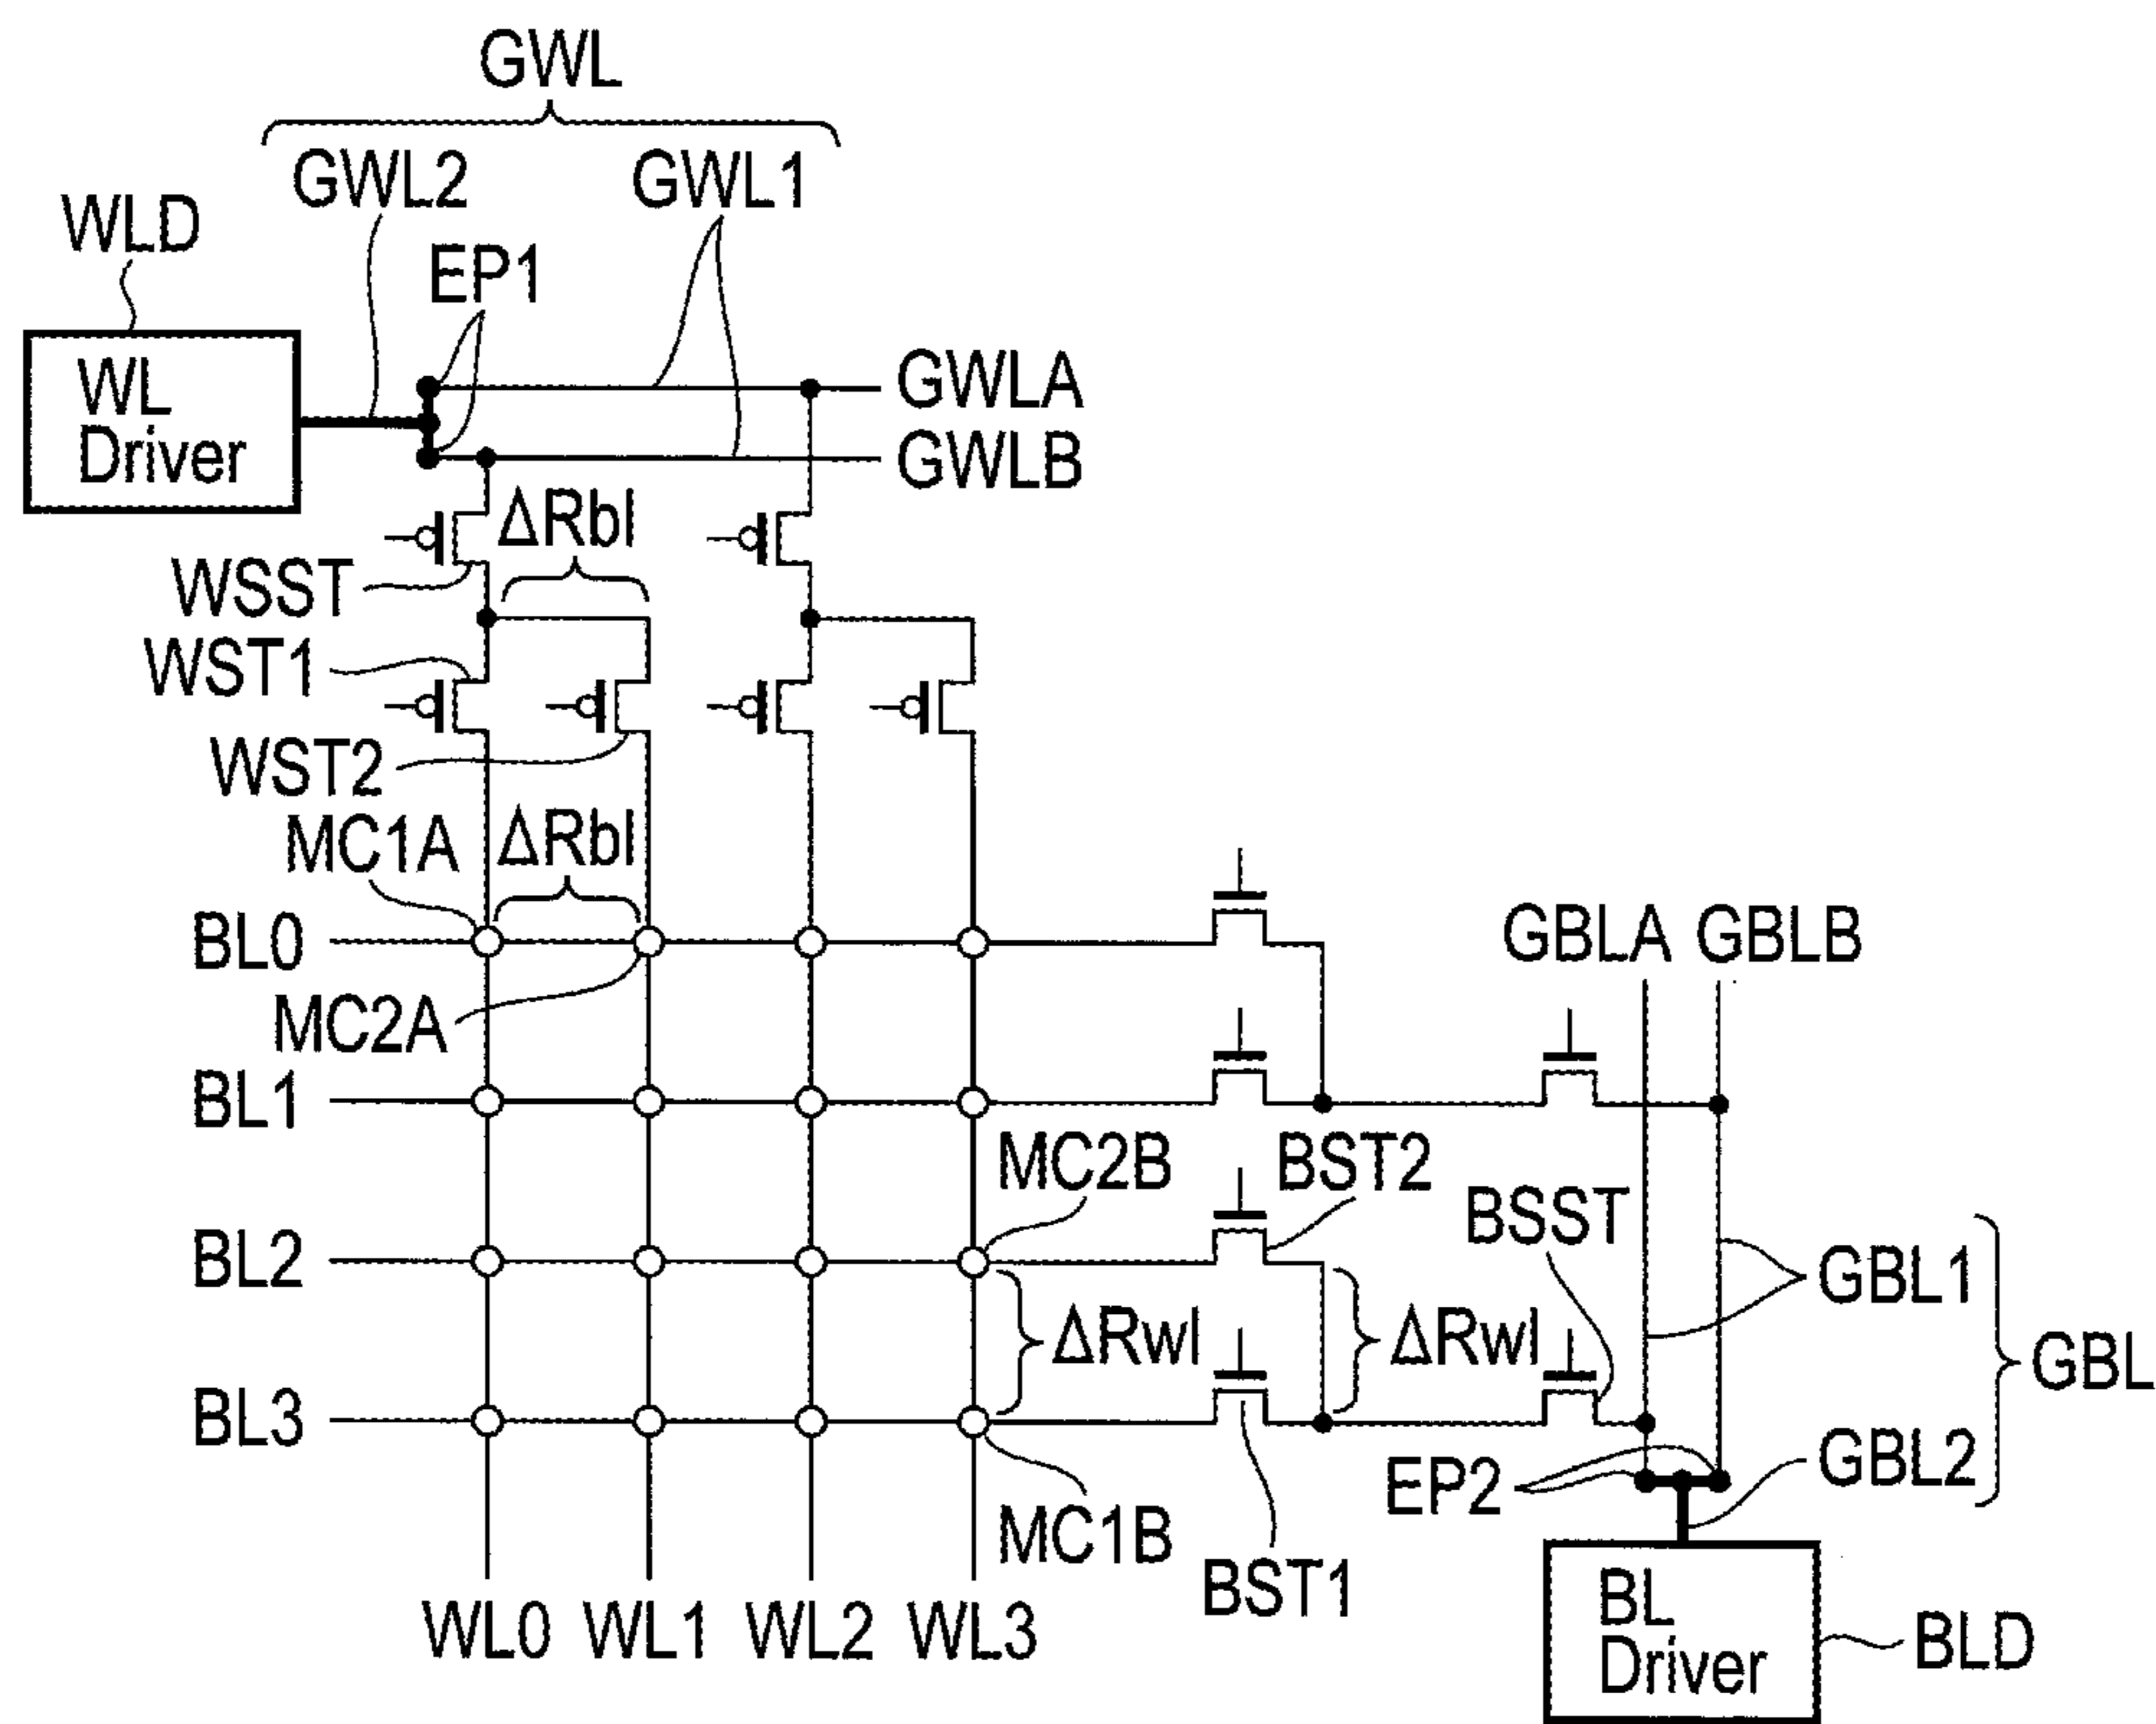 GWL
GWL2
GWL1
WLD
EP1
WL
Driver
GWLA
GWLB
ΔRbl
WSST
WST1
WST2
MC1A
ΔRbl
BL0
GBLA
GBLB
MC2A
BL1
MC2B
BST2
BSST
BL2
GBL1
ΔRwl
ΔRwl
GBL
BL3
EP2
GBL2
MC1B
BST1
WL0
WL1
WL2
WL3
BL
Driver
BLD